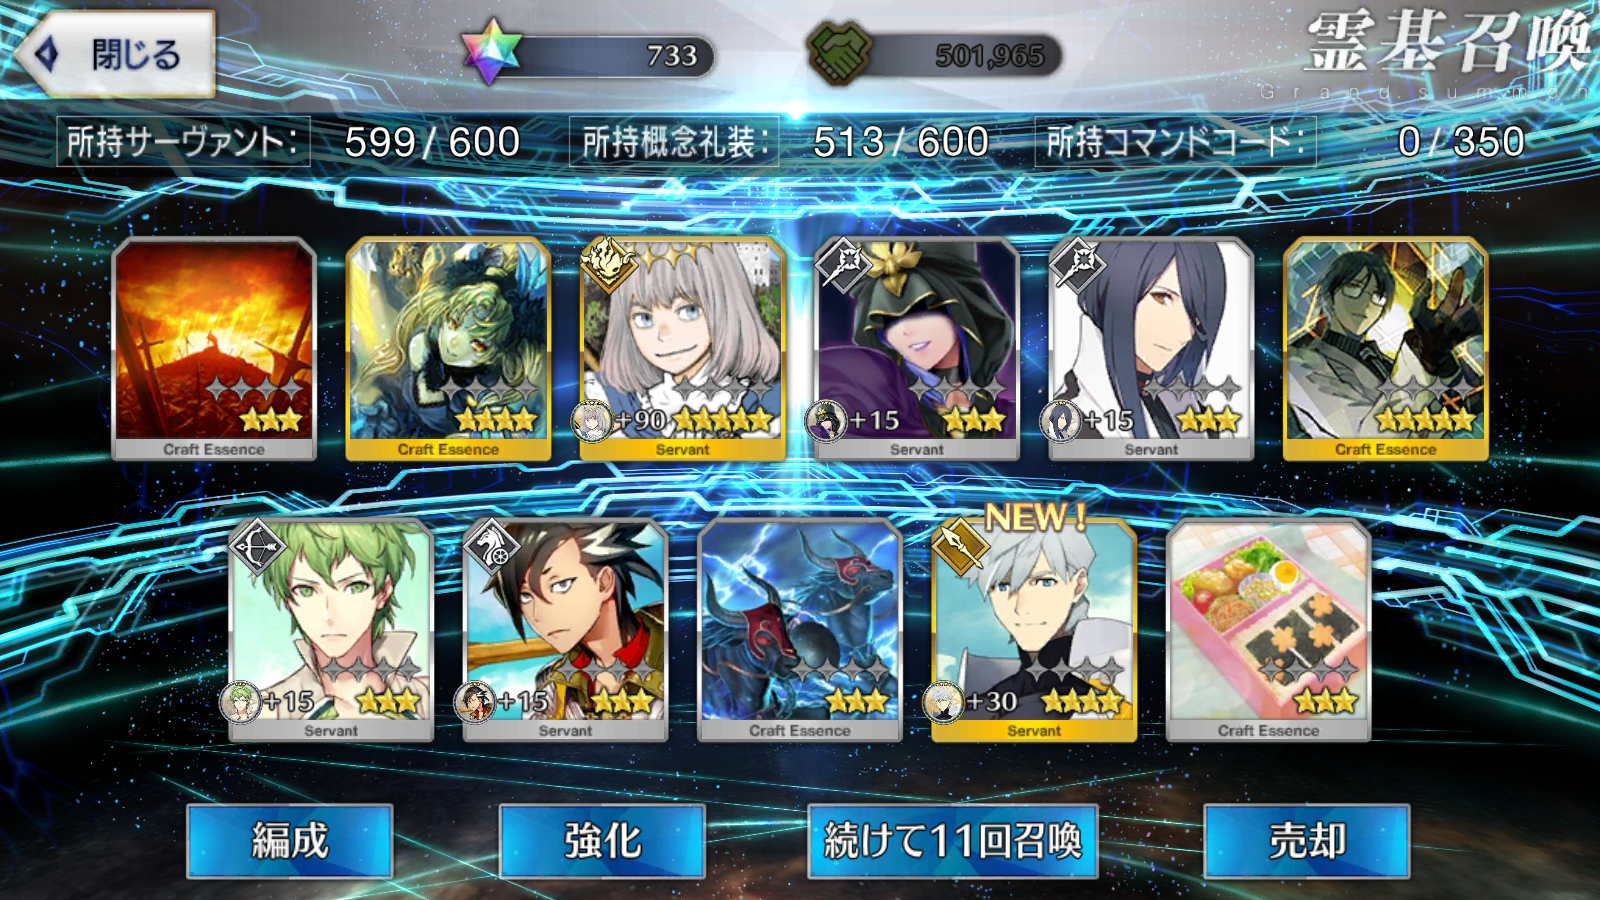 閉じる
733
501,965
霊基召喚
Grand summon
所持サーヴァント: 599/600
所持概念礼装: 513/600
所持コマンドコード: 0/350
Craft Essence
Craft Essence
+90
Servant
+15
Servant
+15
Servant
Craft Essence
+15
Servant
+15
Servant
Craft Essence
NEW!
+30
Servant
Craft Essence
編成
強化
続けて11回召喚
売却